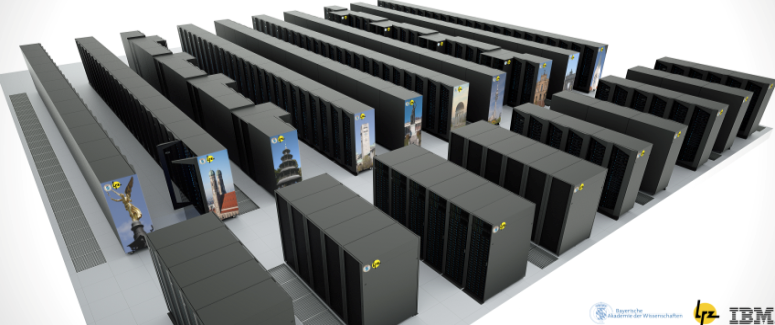 Bayerische
Akademie der Wissenschaften
lrz
IBM